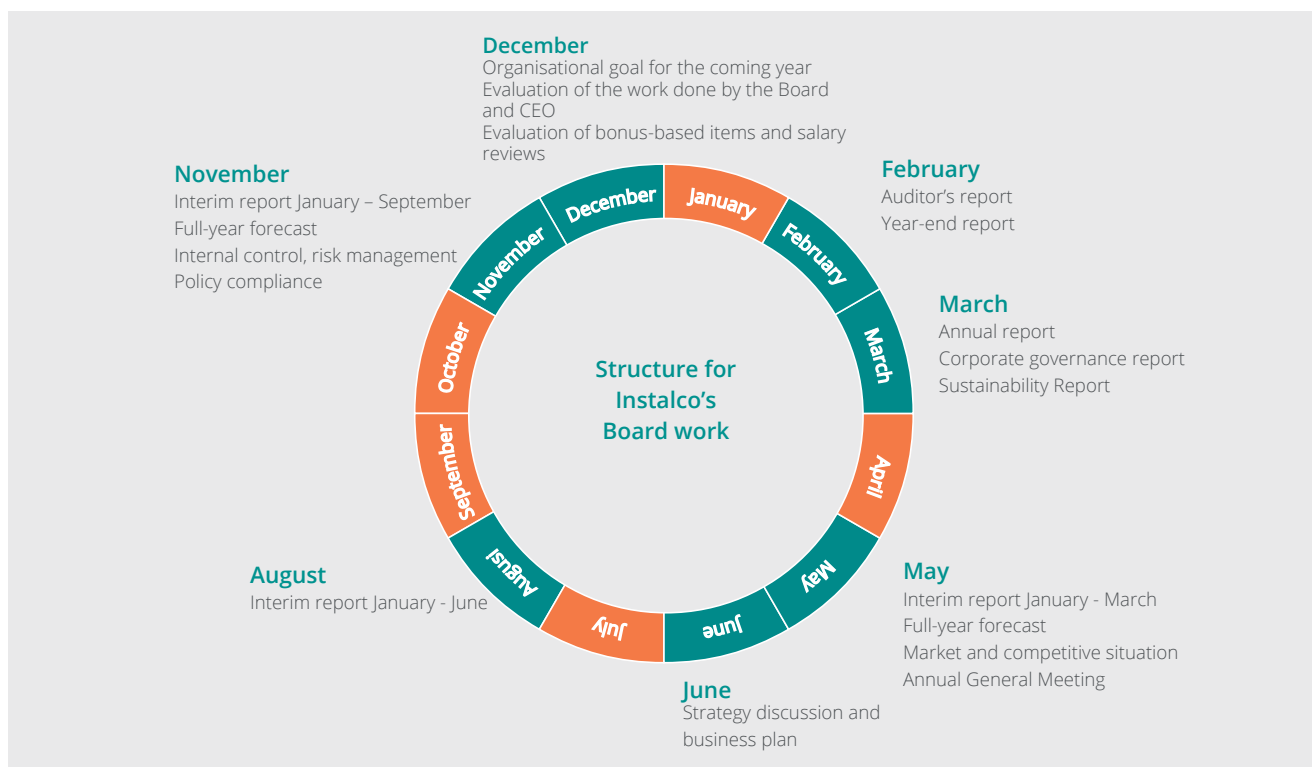 December
Organisational goal for the coming year
Evaluation of the work done by the Board
and CEO
Evaluation of bonus-based items and salary
reviews
November
Interim report January – September
Full-year forecast
Internal control, risk management
Policy compliance
February
Auditor's report
Year-end report
March
Annual report
Corporate governance report
Sustainability Report
May
Interim report January - March
Full-year forecast
Market and competitive situation
Annual General Meeting
June
Strategy discussion and
business plan
August
Interim report January - June
Structure for
Instalco's
Board work
January
February
March
April
May
June
July
August
September
October
November
December